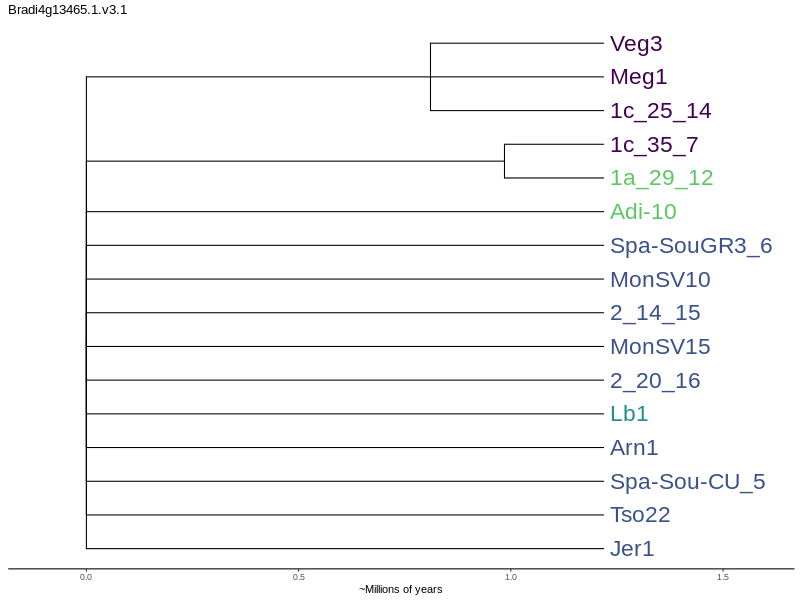 Bradi4g13465.1.v3.1
Veg3
Meg1
1c_25_14
1c_35_7
1a_29_12
Adi-10
Spa-SouGR3_6
MonSV10
2_14_15
MonSV15
2_20_16
Lb1
Arn1
Spa-Sou-CU_5
Tso22
Jer1
0.0 0.5 1.0 1.5
~Millions of years